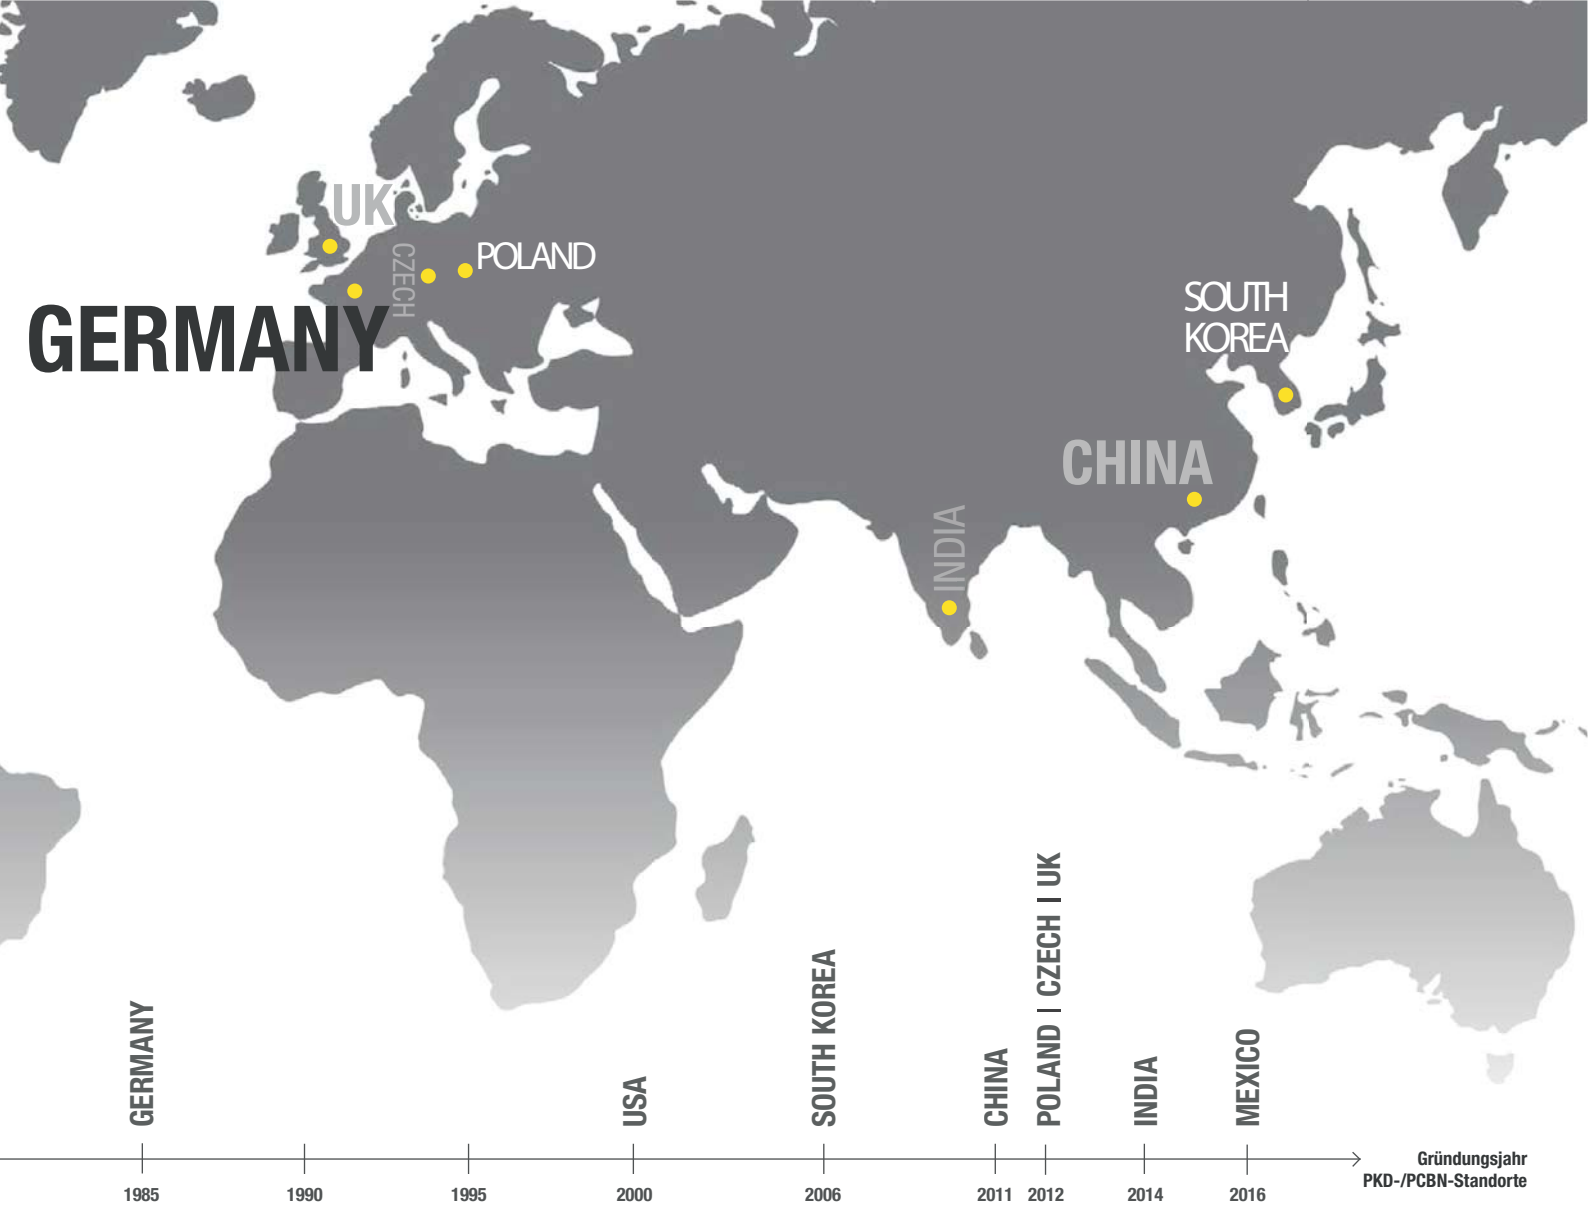 UK
CZECH
POLAND
GERMANY
SOUTH
KOREA
CHINA
INDIA
GERMANY
USA
SOUTH KOREA
CHINA
POLAND | CZECH | UK
INDIA
MEXICO
1985
1990
1995
2000
2006
2011
2012
2014
2016
Gründungsjahr
PKD-/PCBN-Standorte